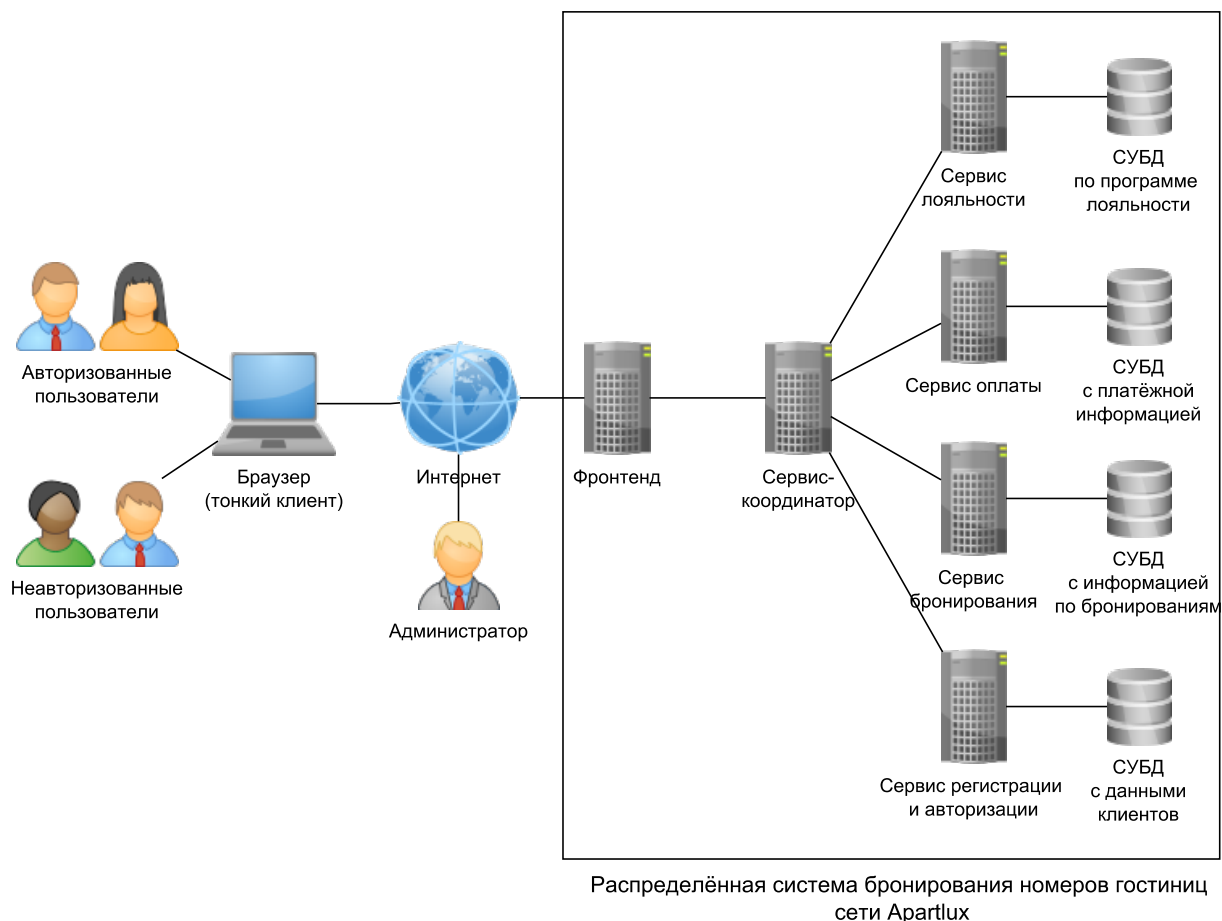 Сервис
лояльности
СУБД
по программе
лояльности
Авторизованные
пользователи
Сервис оплаты
СУБД
с платёжной
информацией
Браузер
(тонкий клиент)
Интернет
Фронтенд
Сервис-
координатор
Неавторизованные
пользователи
Администратор
Сервис
бронирования
СУБД
с информацией
по бронированиям
Сервис регистрации
и авторизации
СУБД
с данными
клиентов
Распределённая система бронирования номеров гостиниц
сети Apartlux